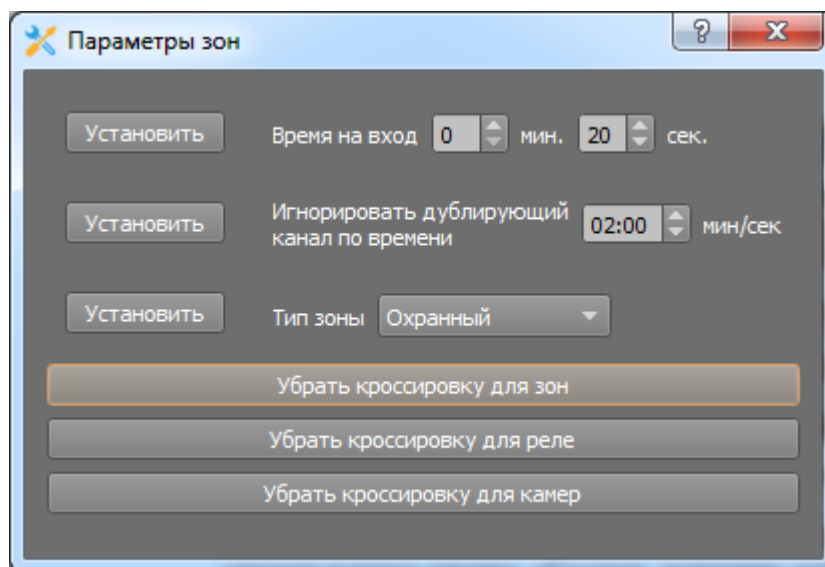 Параметры зон
Установить Время на вход 0 мин. 20 сек.
Установить Игнорировать дублирующий канал по времени 02:00 мин/сек
Установить Тип зоны Охранный
Убрать кроссировку для зон
Убрать кроссировку для реле
Убрать кроссировку для камер